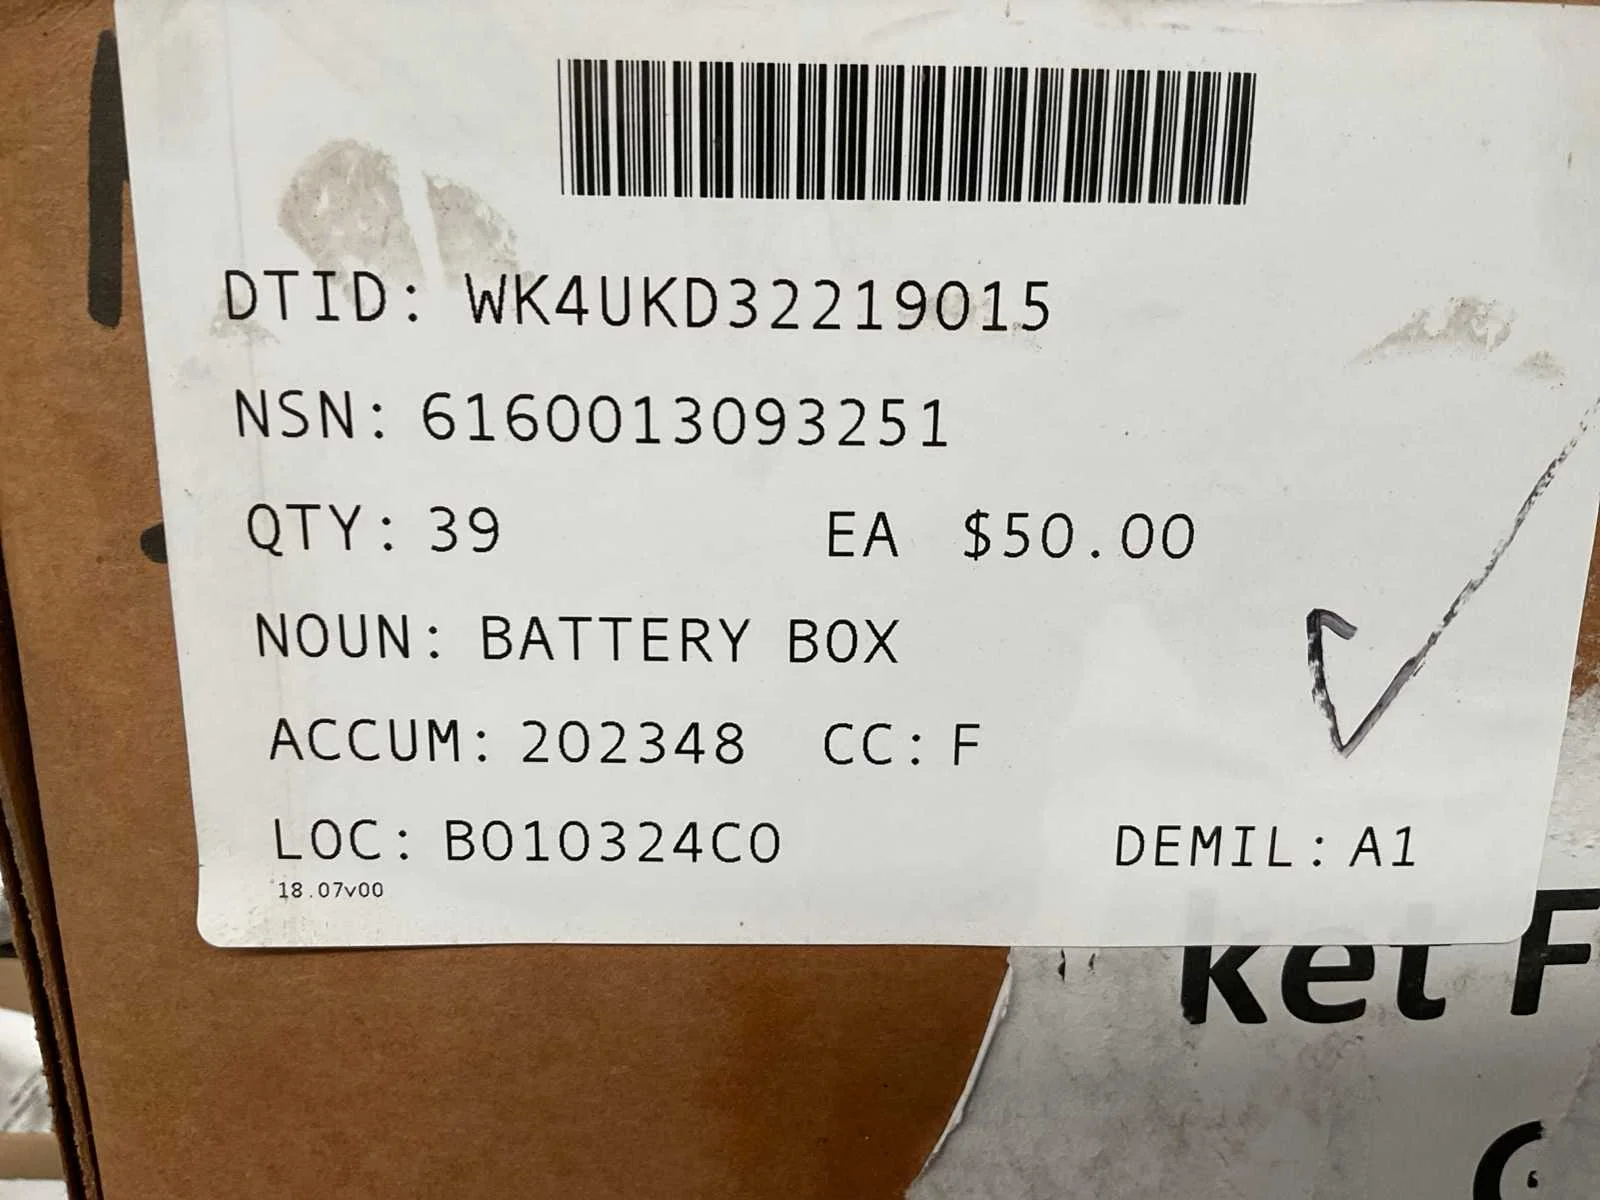 DTID: WK4UKD32219015
NSN: 6160013093251
QTY: 39 EA $50.00
NOUN: BATTERY BOX
ACCUM: 202348 CC: F
LOC: B010324C0 DEMIL: A1
18.07v00
ket F